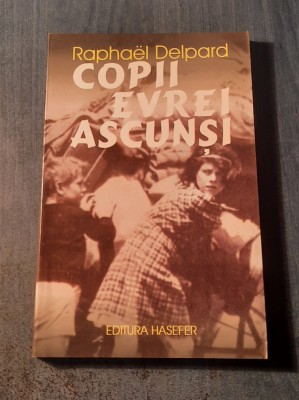 Raphaël Delpard
COPII
EVREI
ASCUNȘI
EDITURA HASEFER